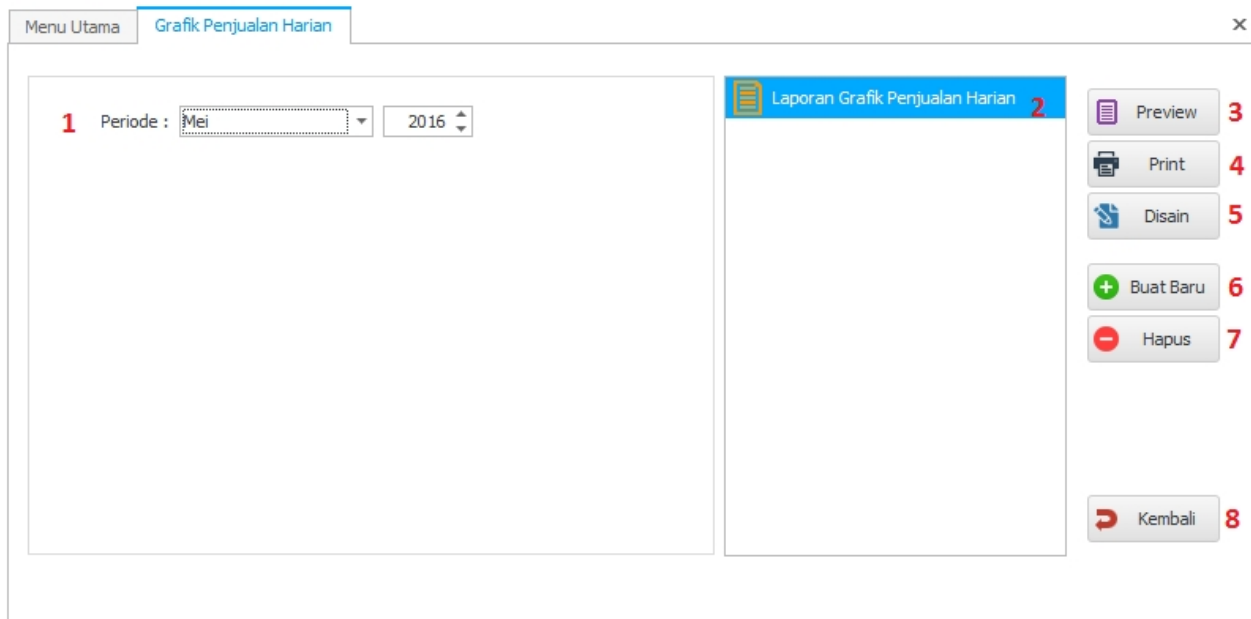 Menu Utama
Grafik Penjualan Harian
1 Periode : Mei 2016
Laporan Grafik Penjualan Harian 2
Preview 3
Print 4
Disain 5
Buat Baru 6
Hapus 7
Kembali 8